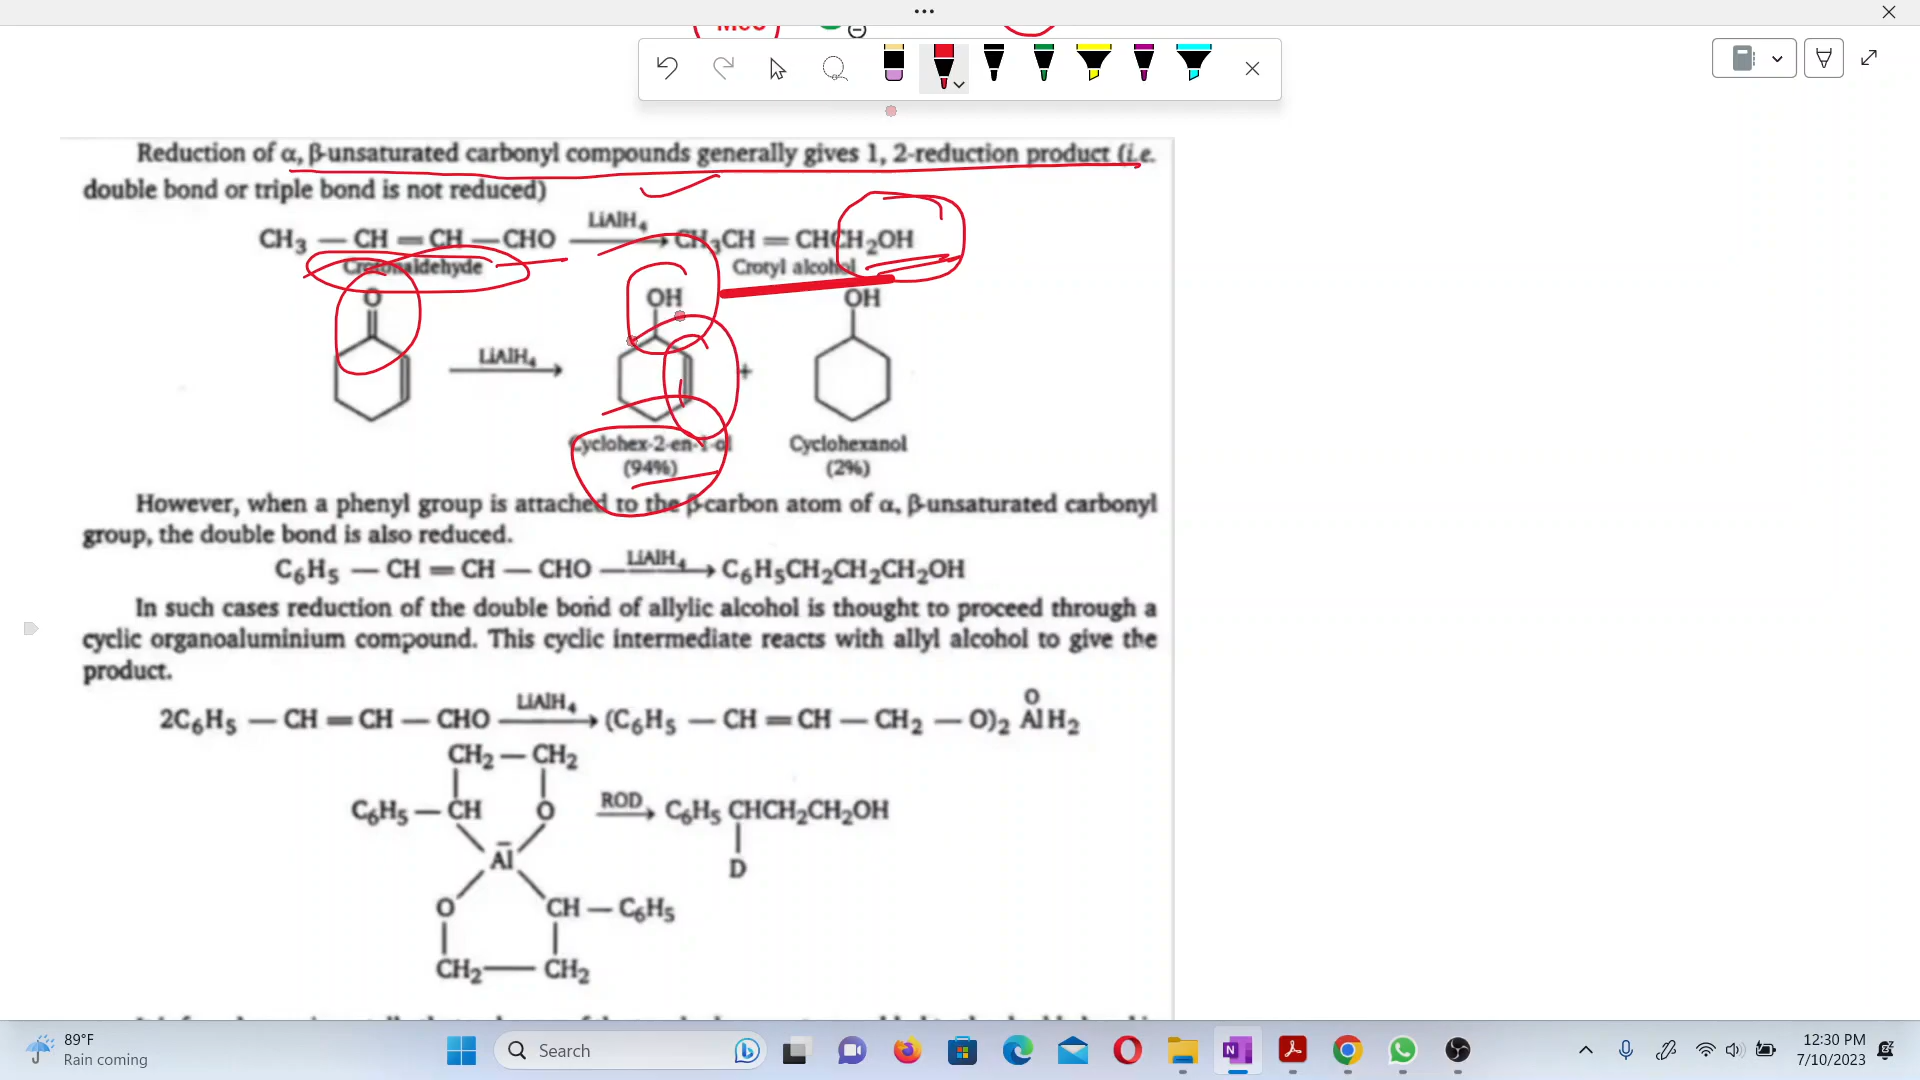 Reduction of α, β-unsaturated carbonyl compounds generally gives 1, 2-reduction product (i.e.
double bond or triple bond is not reduced)
CH3 — CH = CH — CHO LiAlH4 → CH3CH = CHCH2OH
Crotonaldehyde Crotyl alcohol
O OH OH
LiAlH4 → +
Cyclohex-2-en-1-ol Cyclohexanol
(94%) (2%)
However, when a phenyl group is attached to the β-carbon atom of α, β-unsaturated carbonyl
group, the double bond is also reduced.
C6H5 — CH = CH — CHO LiAlH4 → C6H5CH2CH2CH2OH
In such cases reduction of the double bond of allylic alcohol is thought to proceed through a
cyclic organoaluminium compound. This cyclic intermediate reacts with allyl alcohol to give the
product.
O
2C6H5 — CH = CH — CHO LiAlH4 → (C6H5 — CH = CH — CH2 — O)2 AlH2
CH2 — CH2
C6H5 — CH O ROD → C6H5 CHCH2CH2OH
Al D
O CH — C6H5
CH2 — CH2
89°F
Rain coming
Search
12:30 PM
7/10/2023